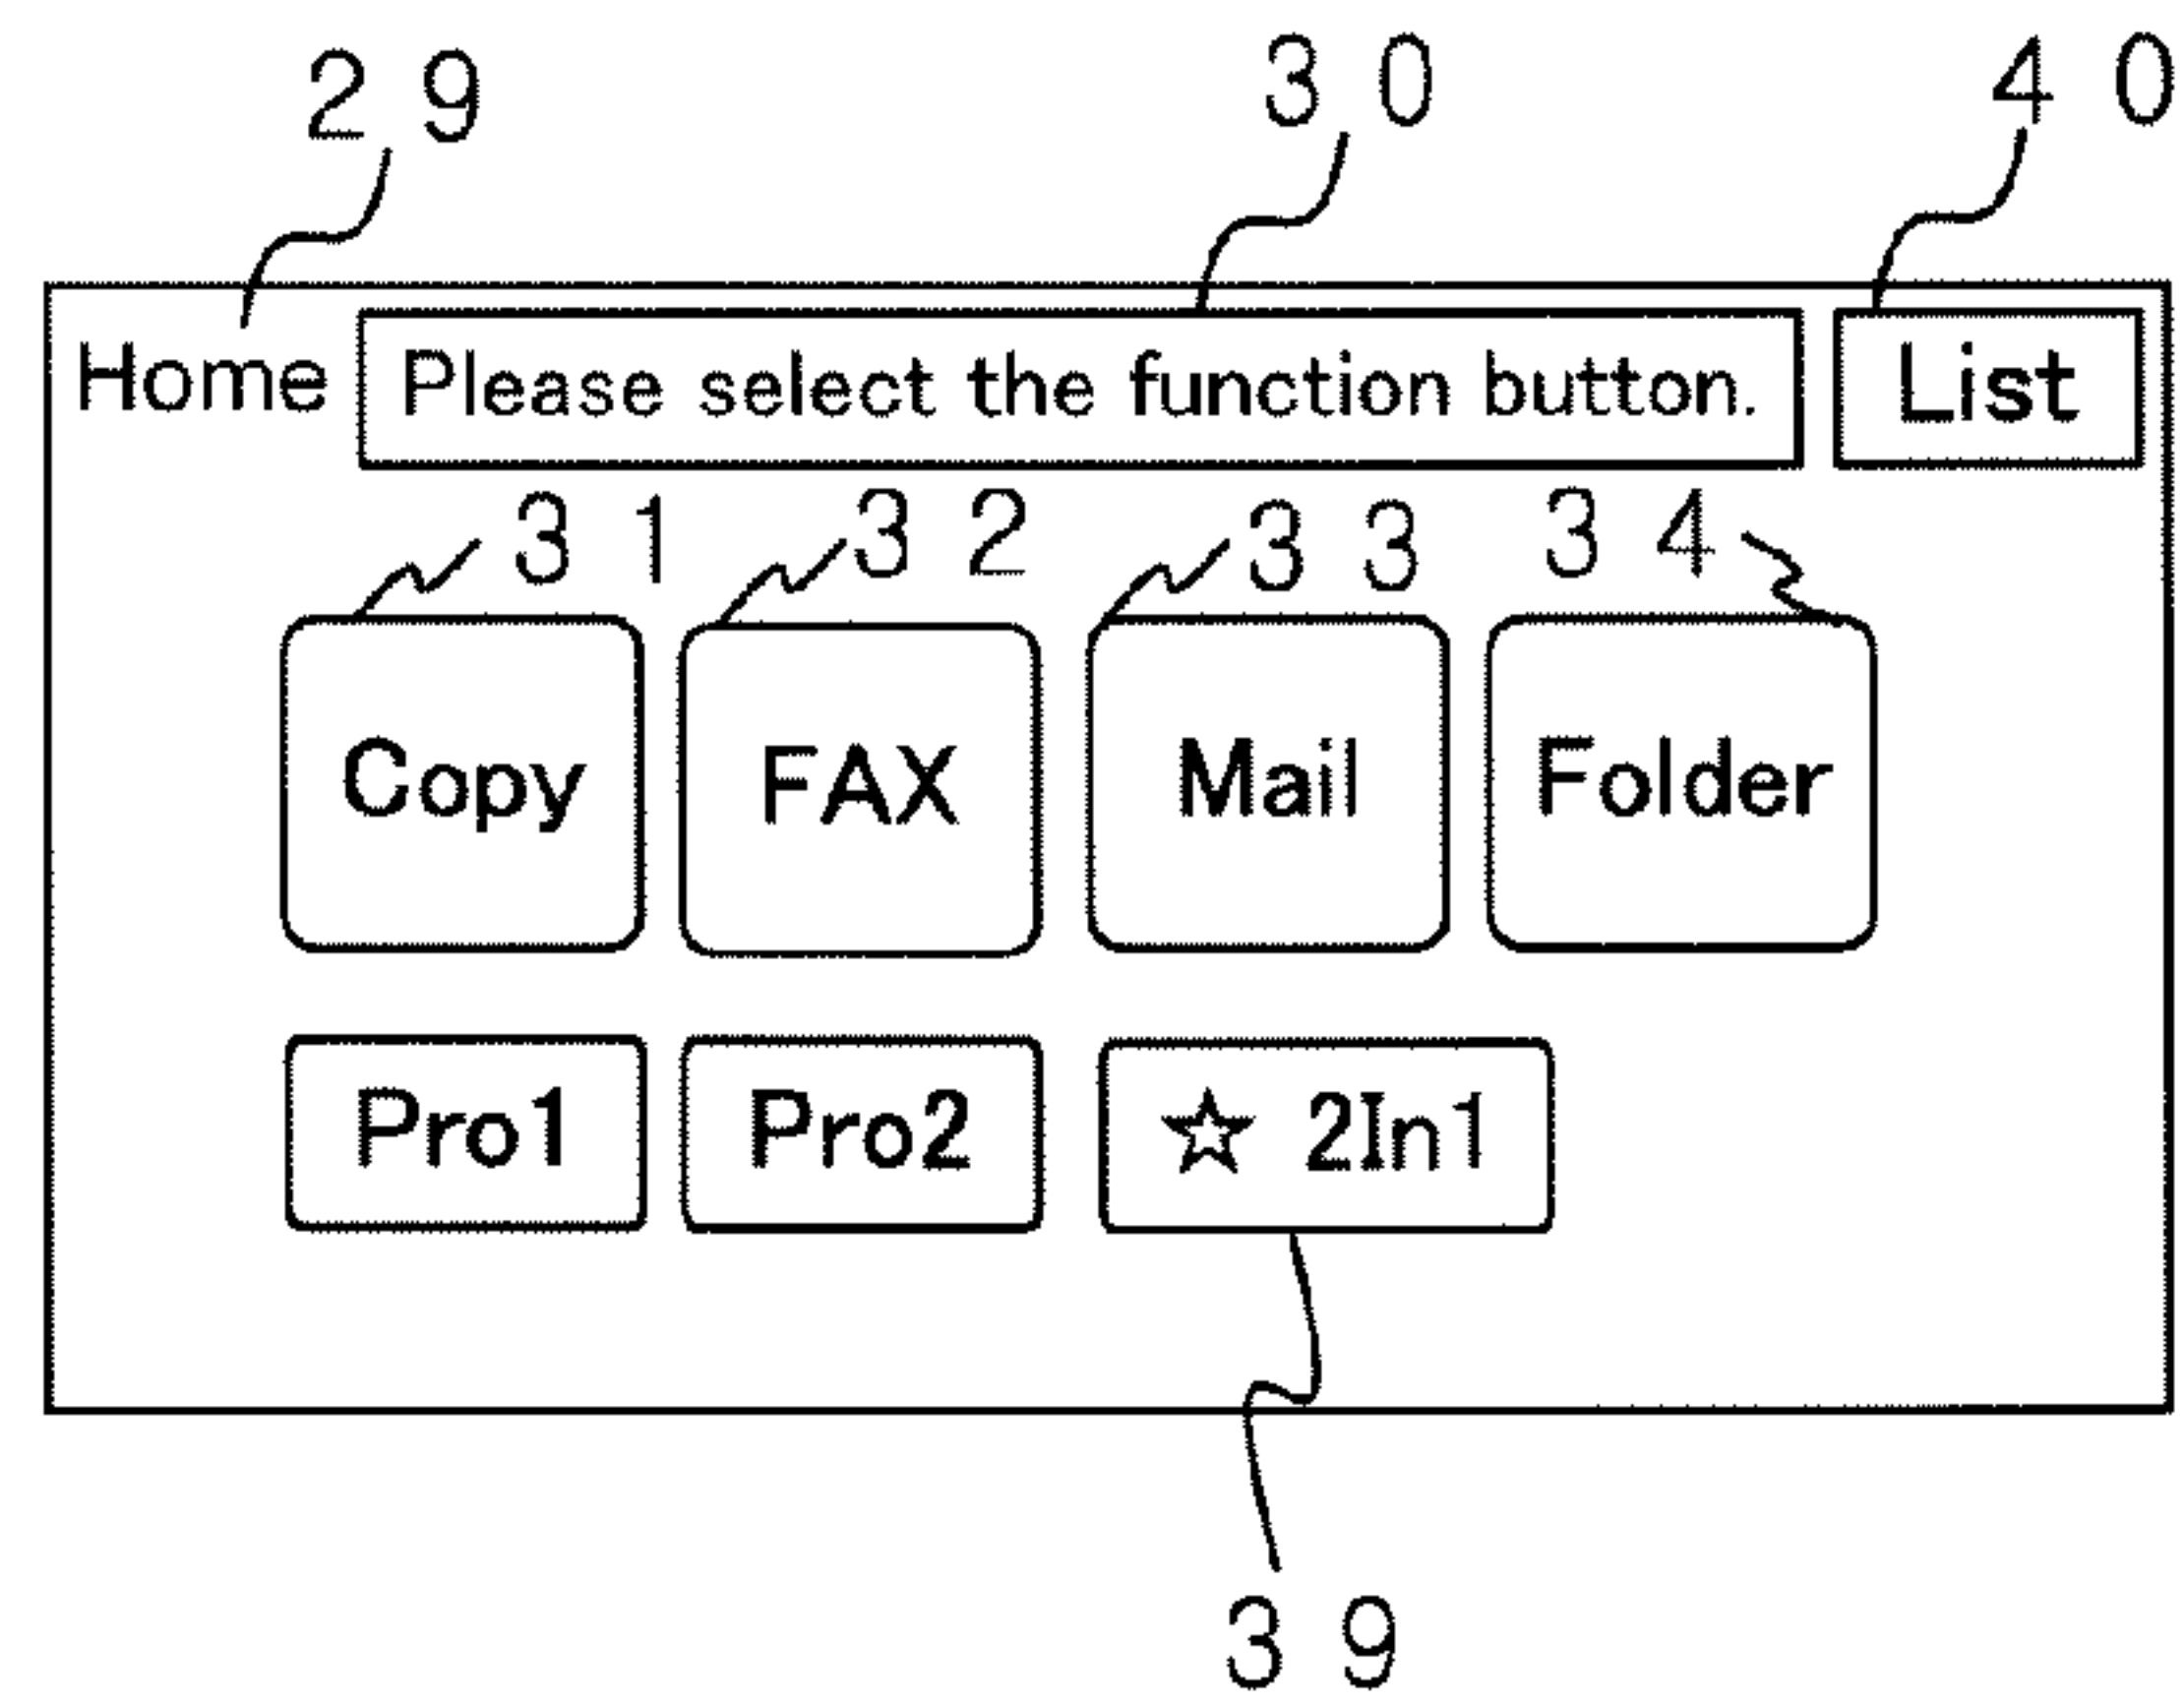 29 30 40
Home Please select the function button. List
31 32 33 34
Copy FAX Mail Folder
Pro1 Pro2 ☆ 2In1
39